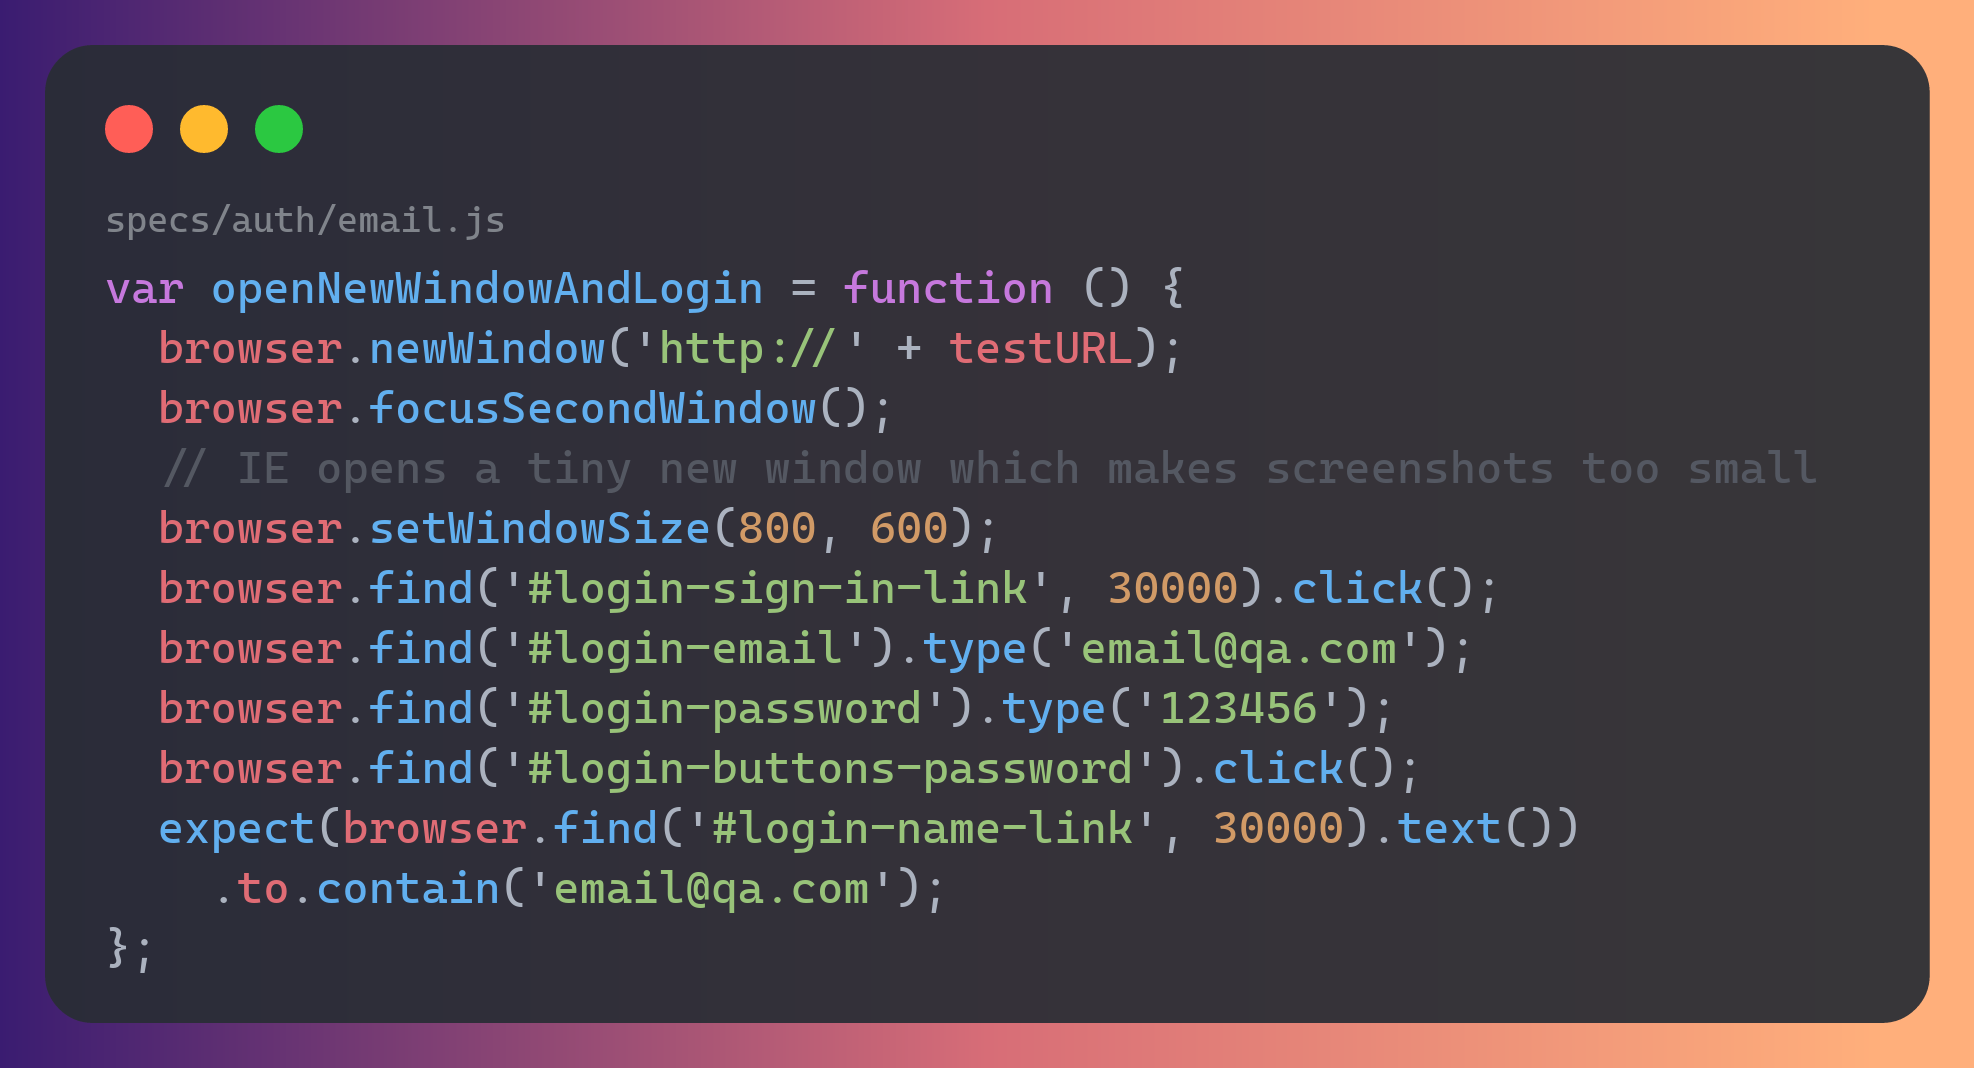 specs/auth/email.js
var openNewWindowAndLogin = function () {
  browser.newWindow('http://' + testURL);
  browser.focusSecondWindow();
  // IE opens a tiny new window which makes screenshots too small
  browser.setWindowSize(800, 600);
  browser.find('#login-sign-in-link', 30000).click();
  browser.find('#login-email').type('email@qa.com');
  browser.find('#login-password').type('123456');
  browser.find('#login-buttons-password').click();
  expect(browser.find('#login-name-link', 30000).text())
    .to.contain('email@qa.com');
};